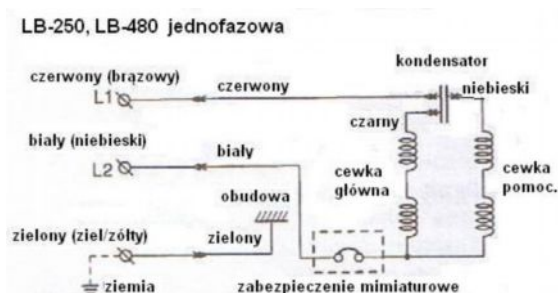 LB-250, LB-480 jednofazowa
kondensator
czerwony (brązowy)
L1
czerwony
niebieski
czarny
biały (niebieski)
L2
biały
cewka
główna
cewka
pomoc.
obudowa
zielony (ziel/zólty)
zielony
ziemia
zabezpieczenie mimiaturowe